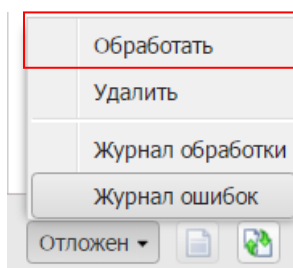 Обработать
Удалить
Журнал обработки
Журнал ошибок
Отложен